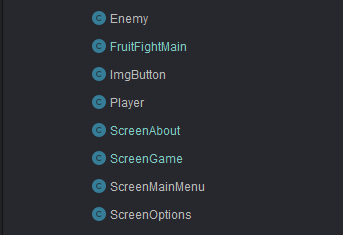 C Enemy
C FruitFightMain
C ImgButton
C Player
C ScreenAbout
C ScreenGame
C ScreenMainMenu
C ScreenOptions